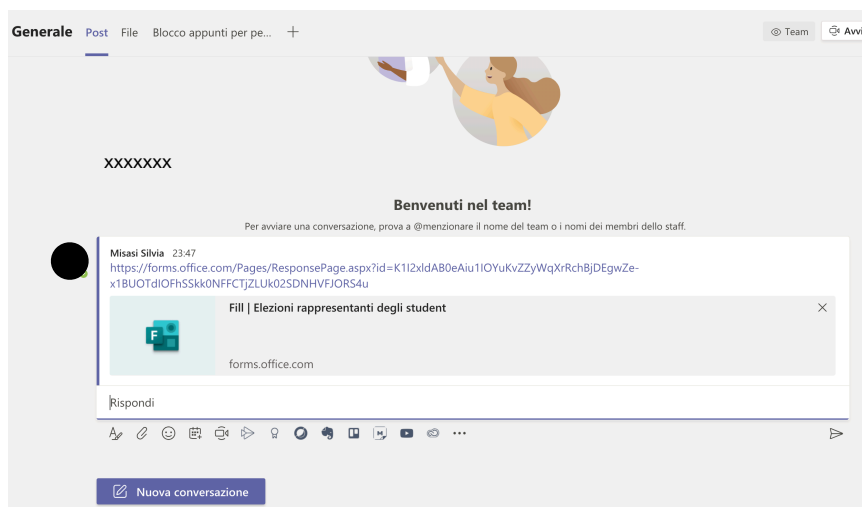 Generale Post File Blocco appunti per pe... Team Avvi
XXXXXXX
Benvenuti nel team!
Per avviare una conversazione, prova a @menzionare il nome del team o i nomi dei membri dello staff.
Misasi Silvia 23:47
https://forms.office.com/Pages/ResponsePage.aspx?id=K1I2xldAB0eAiu1IOYuKvZZyWqXrRchBjDEgwZe-
x1BUOTdIOFhSSkk0NFFCTjZLUk02SDNHVFJORS4u
Fill | Elezioni rappresentanti degli student
F
forms.office.com
Rispondi
Nuova conversazione